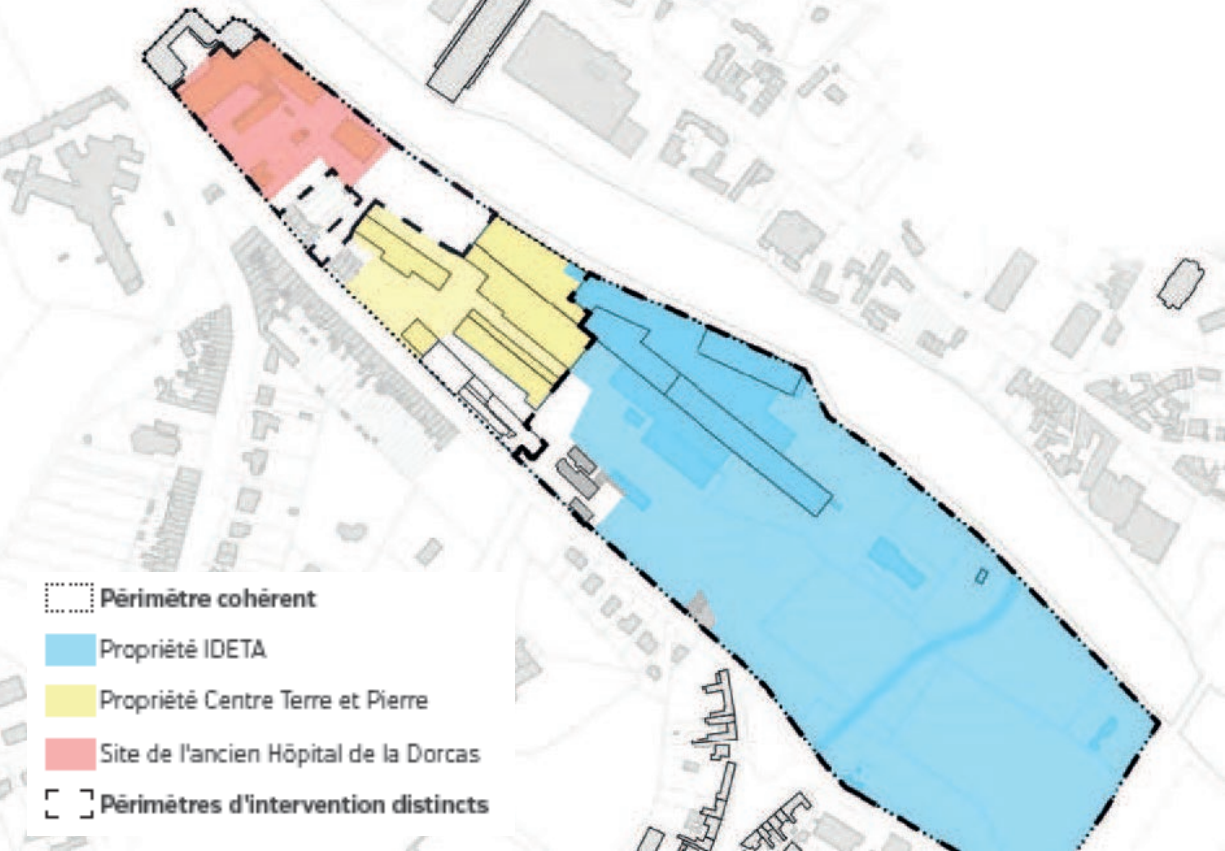 Périmètre cohérent
Propriété IDETA
Propriété Centre Terre et Pierre
Site de l'ancien Hôpital de la Dorcas
Périmètres d'intervention distincts